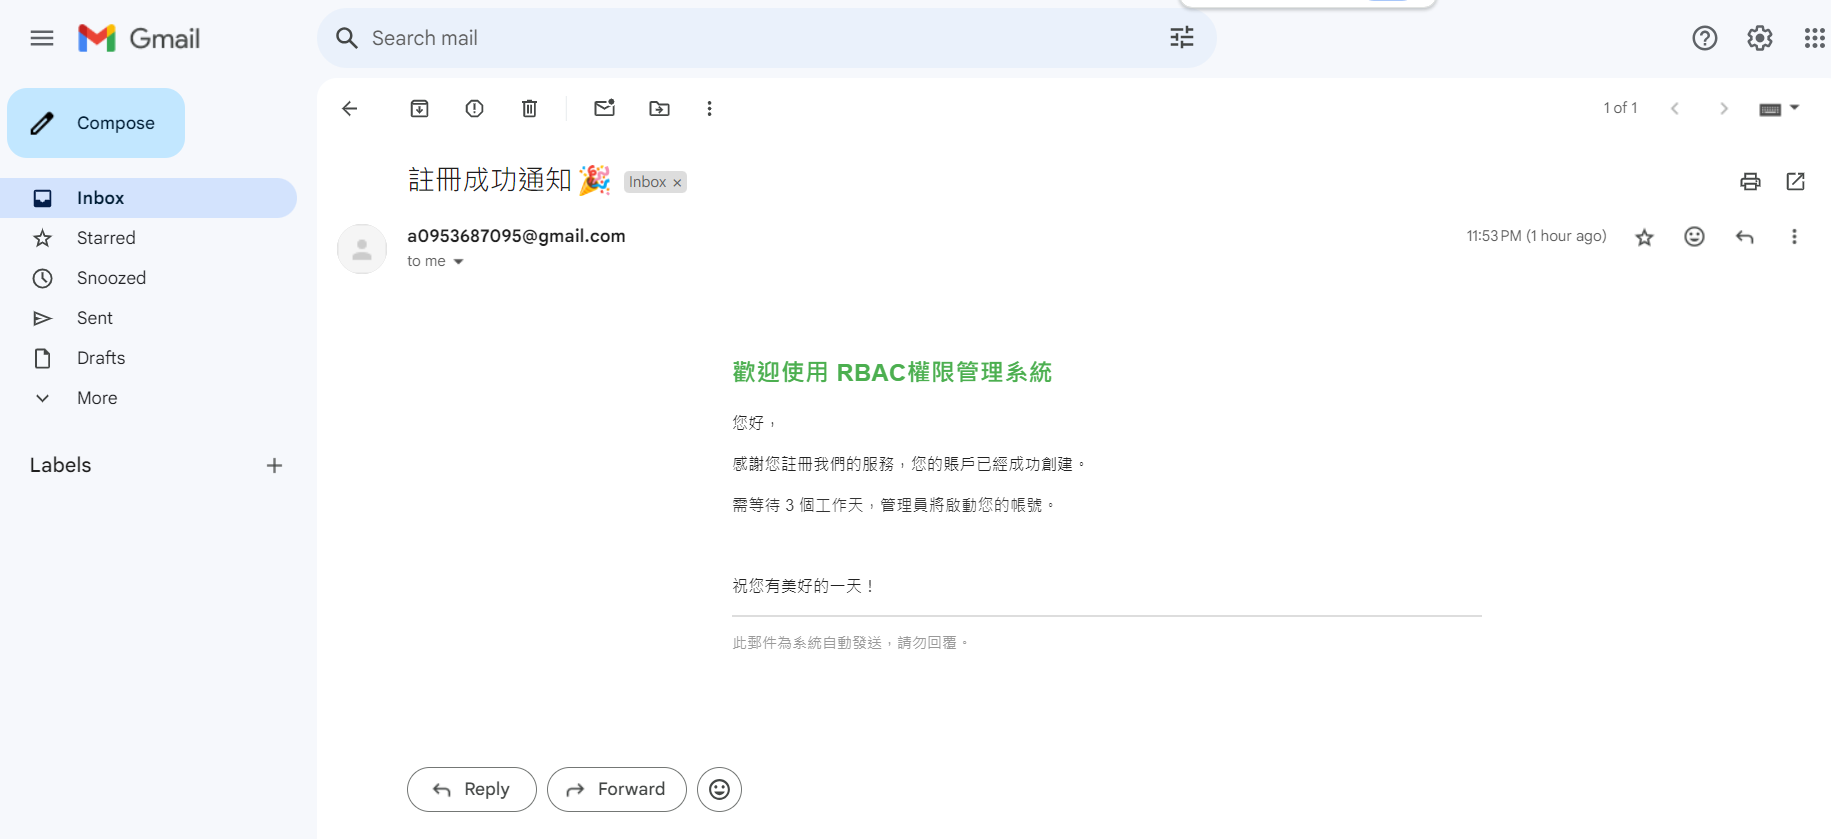 Gmail
Search mail
Compose
1 of 1
註冊成功通知🎉 Inbox ×
Inbox
Starred
Snoozed
Sent
Drafts
More
Labels
a0953687095@gmail.com
11:53 PM (1 hour ago)
to me
歡迎使用 RBAC權限管理系統
您好，
感謝您註冊我們的服務，您的賬戶已經成功創建。
需等待 3 個工作天，管理員將啟動您的帳號。
祝您有美好的一天！
此郵件為系統自動發送，請勿回覆。
Reply
Forward